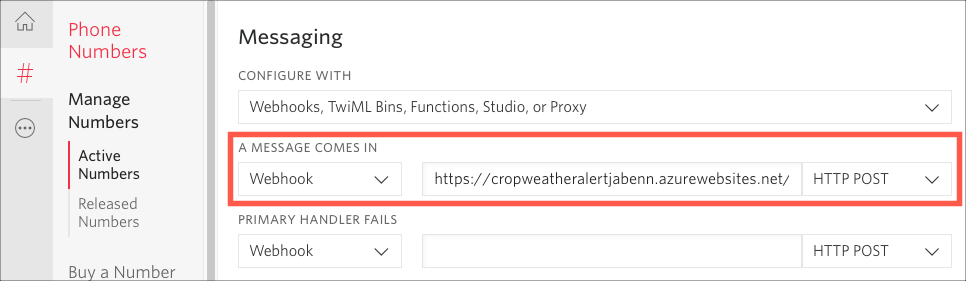 Phone
Numbers
#
Manage
Numbers
Active
Numbers
Released
Numbers
Buy a Number
Messaging
CONFIGURE WITH
Webhooks, TwiML Bins, Functions, Studio, or Proxy
A MESSAGE COMES IN
Webhook https://cropweatheralertjabenn.azurewebsites.net/ HTTP POST
PRIMARY HANDLER FAILS
Webhook HTTP POST